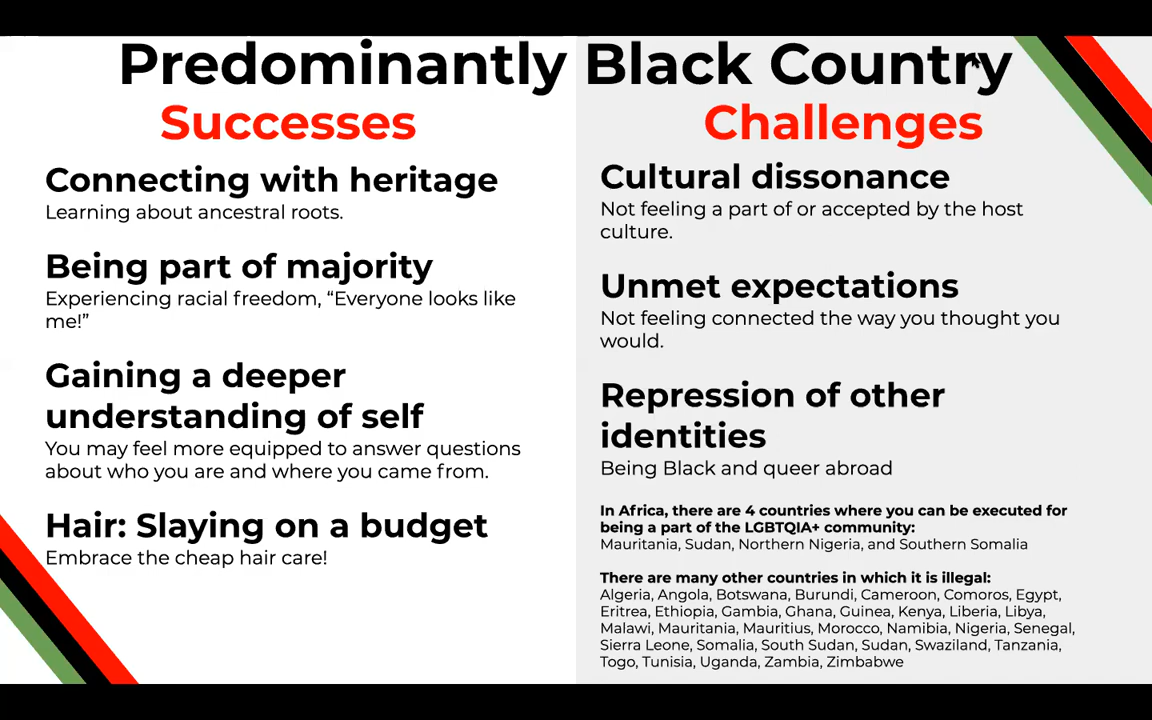 Predominantly Black Country
Successes
Connecting with heritage
Learning about ancestral roots.
Being part of majority
Experiencing racial freedom, “Everyone looks like
me!”
Gaining a deeper
understanding of self
You may feel more equipped to answer questions
about who you are and where you came from.
Hair: Slaying on a budget
Embrace the cheap hair care!
Challenges
Cultural dissonance
Not feeling a part of or accepted by the host
culture.
Unmet expectations
Not feeling connected the way you thought you
would.
Repression of other
identities
Being Black and queer abroad
In Africa, there are 4 countries where you can be executed for
being a part of the LGBTQIA+ community:
Mauritania, Sudan, Northern Nigeria, and Southern Somalia
There are many other countries in which it is illegal:
Algeria, Angola, Botswana, Burundi, Cameroon, Comoros, Egypt,
Eritrea, Ethiopia, Gambia, Ghana, Guinea, Kenya, Liberia, Libya,
Malawi, Mauritania, Mauritius, Morocco, Namibia, Nigeria, Senegal,
Sierra Leone, Somalia, South Sudan, Sudan, Swaziland, Tanzania,
Togo, Tunisia, Uganda, Zambia, Zimbabwe